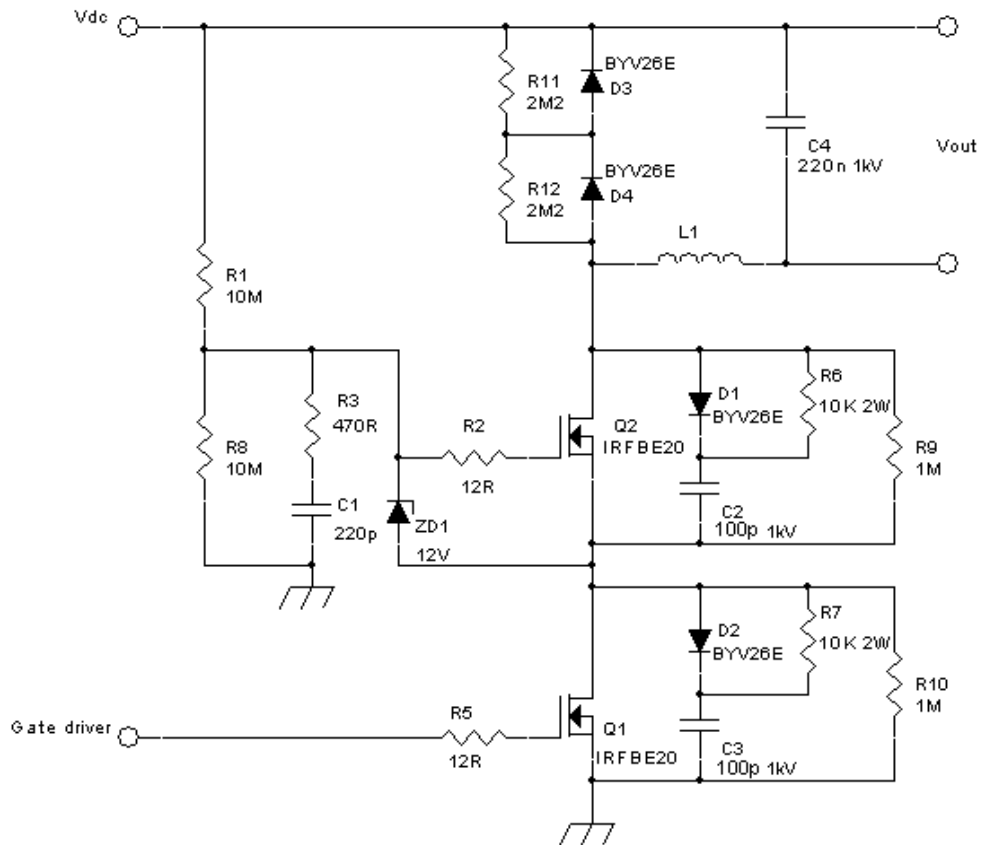 Vdc
BYV26E
D3
R11
2M2
C4
220n 1kV
Vout
BYV26E
D4
R12
2M2
L1
R1
10M
R3
470R
R2
12R
Q2
IRFBE20
D1
BYV26E
R6
10K 2W
R9
1M
R8
10M
C1
220p
ZD1
12V
C2
100p 1kV
D2
BYV26E
R7
10K 2W
R10
1M
Gate driver
R5
12R
Q1
IRFBE20
C3
100p 1kV